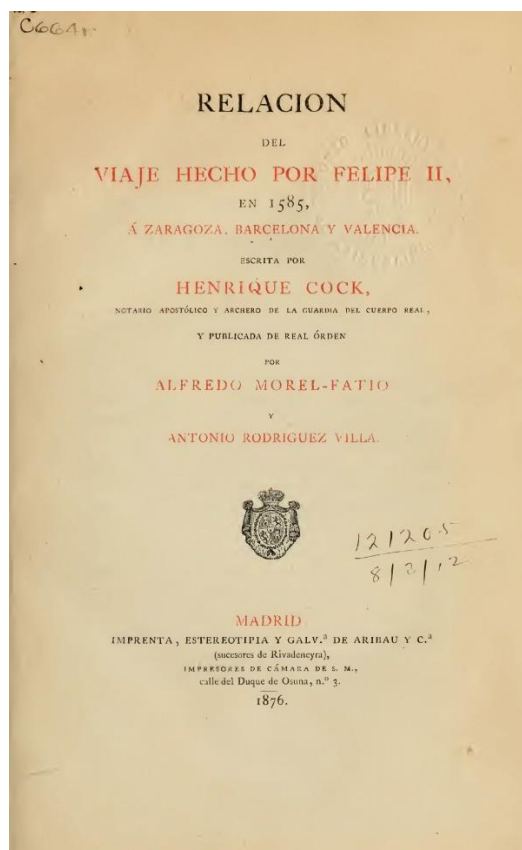 RELACION
DEL
VIAJE HECHO POR FELIPE II,
EN 1585,
Á ZARAGOZA, BARCELONA Y VALENCIA.
ESCRITA POR
HENRIQUE COCK,
NOTARIO APOSTÓLICO Y ARCHERO DE LA GUARDIA DEL CUERPO REAL,
Y PUBLICADA DE REAL ÓRDEN
POR
ALFREDO MOREL-FATIO
Y
ANTONIO RODRIGUEZ VILLA.
121205
8/2/12
MADRID
IMPRENTA, ESTEREOTIPIA Y GALV.ª DE ARIBAU Y C.ª
(sucesores de Rivadeneyra),
IMPRESORES DE CÁMARA DE S. M.,
calle del Duque de Osuna, n.º 3.
1876.